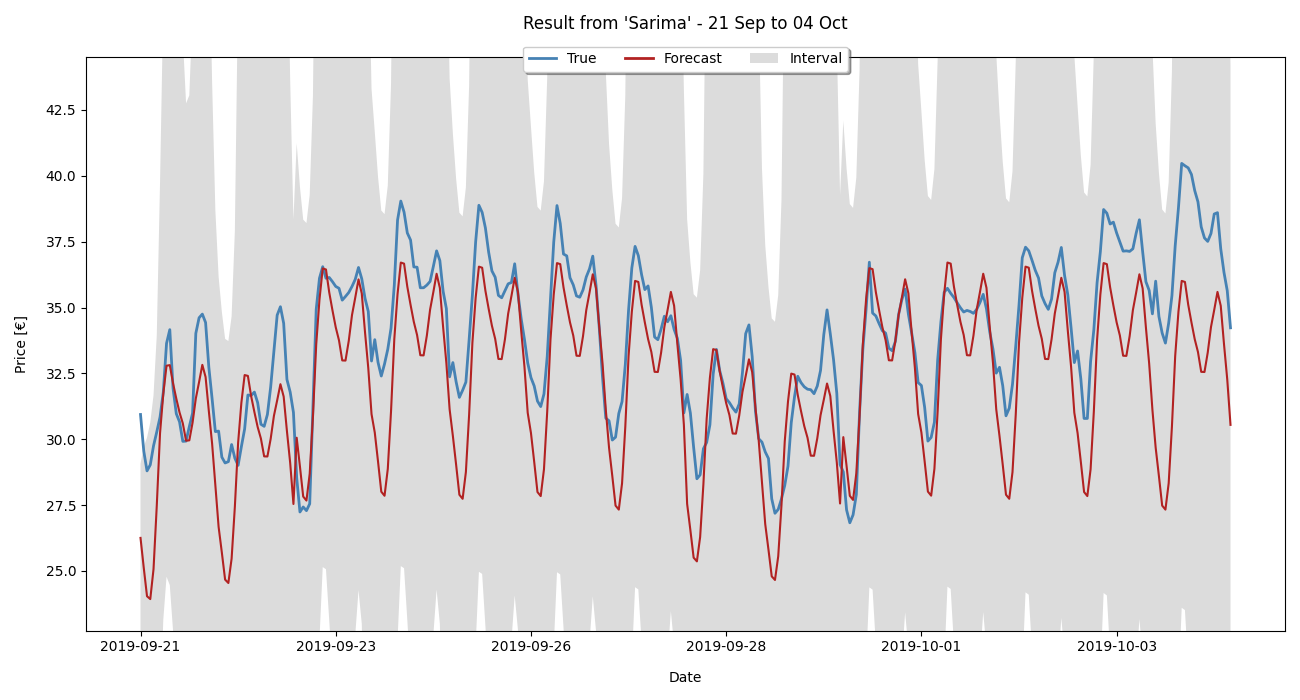 Result from 'Sarima' - 21 Sep to 04 Oct
True Forecast Interval
42.5
40.0
37.5
35.0
32.5
30.0
27.5
25.0
Price [€]
2019-09-21 2019-09-23 2019-09-26 2019-09-28 2019-10-01 2019-10-03
Date